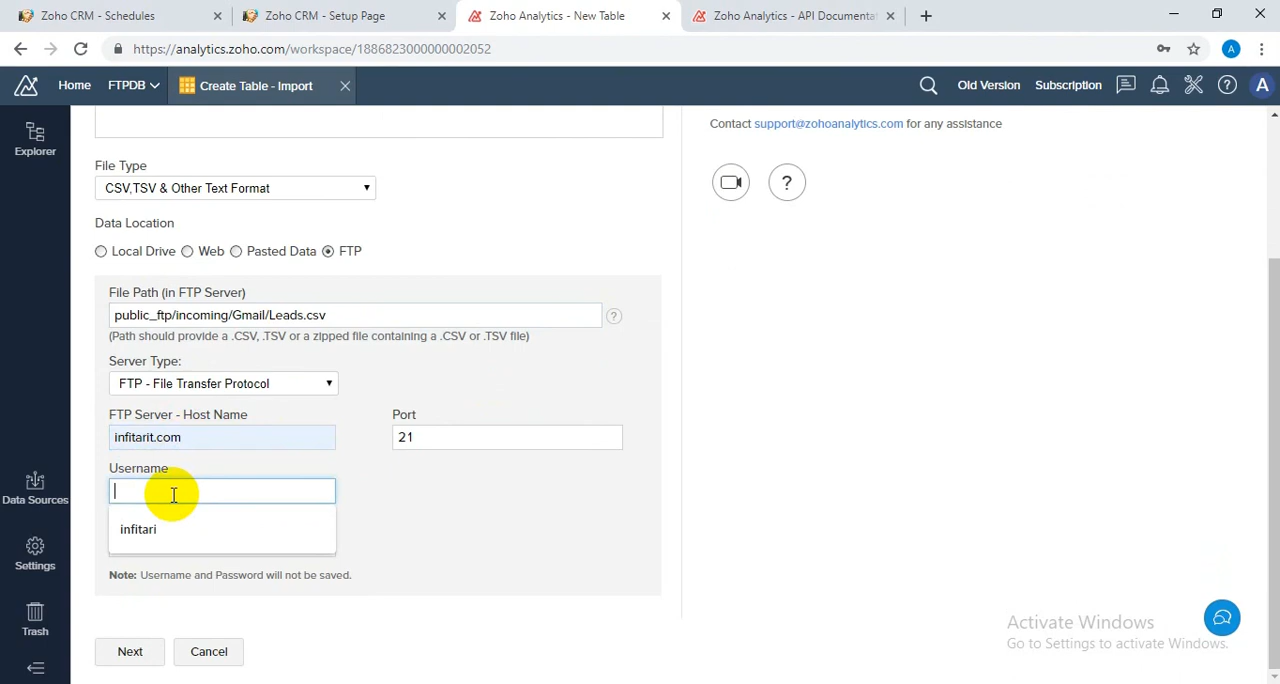 Zoho CRM - Schedules
Zoho CRM - Setup Page
Zoho Analytics - New Table
Zoho Analytics - API Documenta
https://analytics.zoho.com/workspace/1886823000000002052
A
Home
FTPDB
Create Table - Import
Old Version
Subscription
A
Explorer
Data Sources
Settings
Trash
File Type
CSV,TSV & Other Text Format
Data Location
Local Drive Web Pasted Data FTP
File Path (in FTP Server)
public_ftp/incoming/Gmail/Leads.csv
?
(Path should provide a .CSV, .TSV or a zipped file containing a .CSV or .TSV file)
Server Type:
FTP - File Transfer Protocol
FTP Server - Host Name
Port
infitarit.com
21
Username
infitari
Note: Username and Password will not be saved.
Next
Cancel
Contact support@zohoanalytics.com for any assistance
?
Activate Windows
Go to Settings to activate Windows.